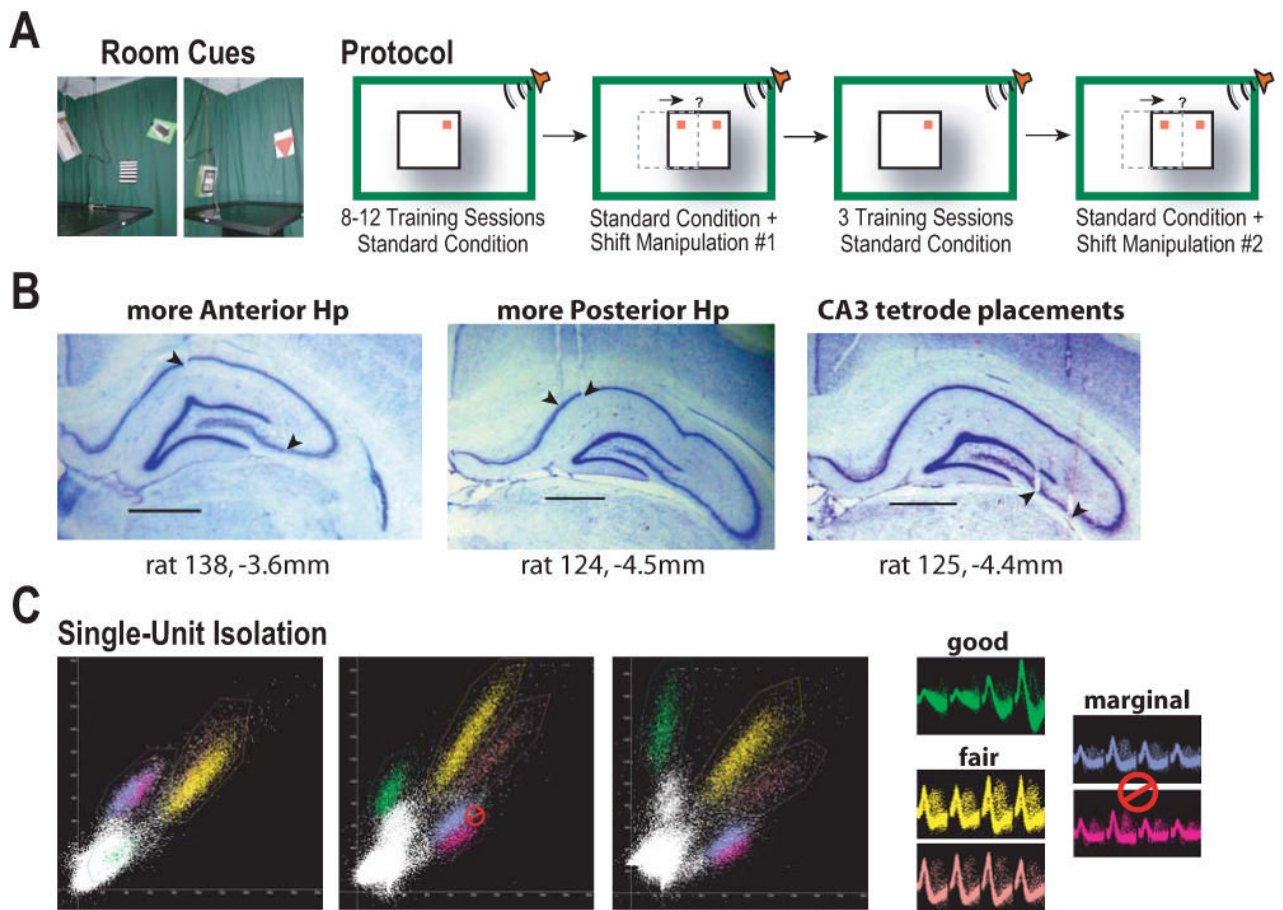 A
Room Cues
Protocol
?
?
8-12 Training Sessions
Standard Condition
Standard Condition +
Shift Manipulation #1
3 Training Sessions
Standard Condition
Standard Condition +
Shift Manipulation #2
B
more Anterior Hp
more Posterior Hp
CA3 tetrode placements
rat 138, -3.6mm
rat 124, -4.5mm
rat 125, -4.4mm
C
Single-Unit Isolation
good
fair
marginal